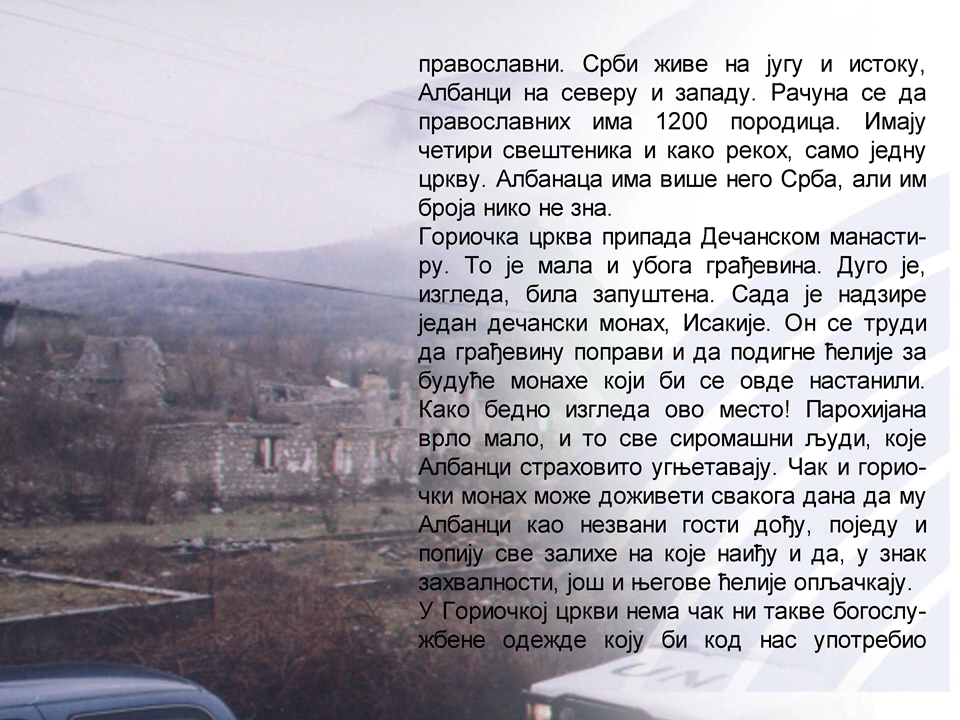 православни. Срби живе на југу и истоку,
Албанци на северу и западу. Рачуна се да
православних има 1200 породица. Имају
четири свештеника и како рекох, само једну
цркву. Албанаца има више него Срба, али им
броја нико не зна.
Гориочка црква припада Дечанском манасти-
ру. То је мала и убога грађевина. Дуго је,
изгледа, била запуштена. Сада је надзире
један дечански монах, Исакије. Он се труди
да грађевину поправи и да подигне ћелије за
будуће монахе који би се овде настанили.
Како бедно изгледа ово место! Парохијана
врло мало, и то све сиромашни људи, које
Албанци страховито угњетавају. Чак и горио-
чки монах може доживети свакога дана да му
Албанци као незвани гости дођу, поједу и
попију све залихе на које наиђу и да, у знак
захвалности, још и његове ћелије опљачкају.
У Гориочкој цркви нема чак ни такве богослу-
жбене одежде коју би код нас употребио
UN